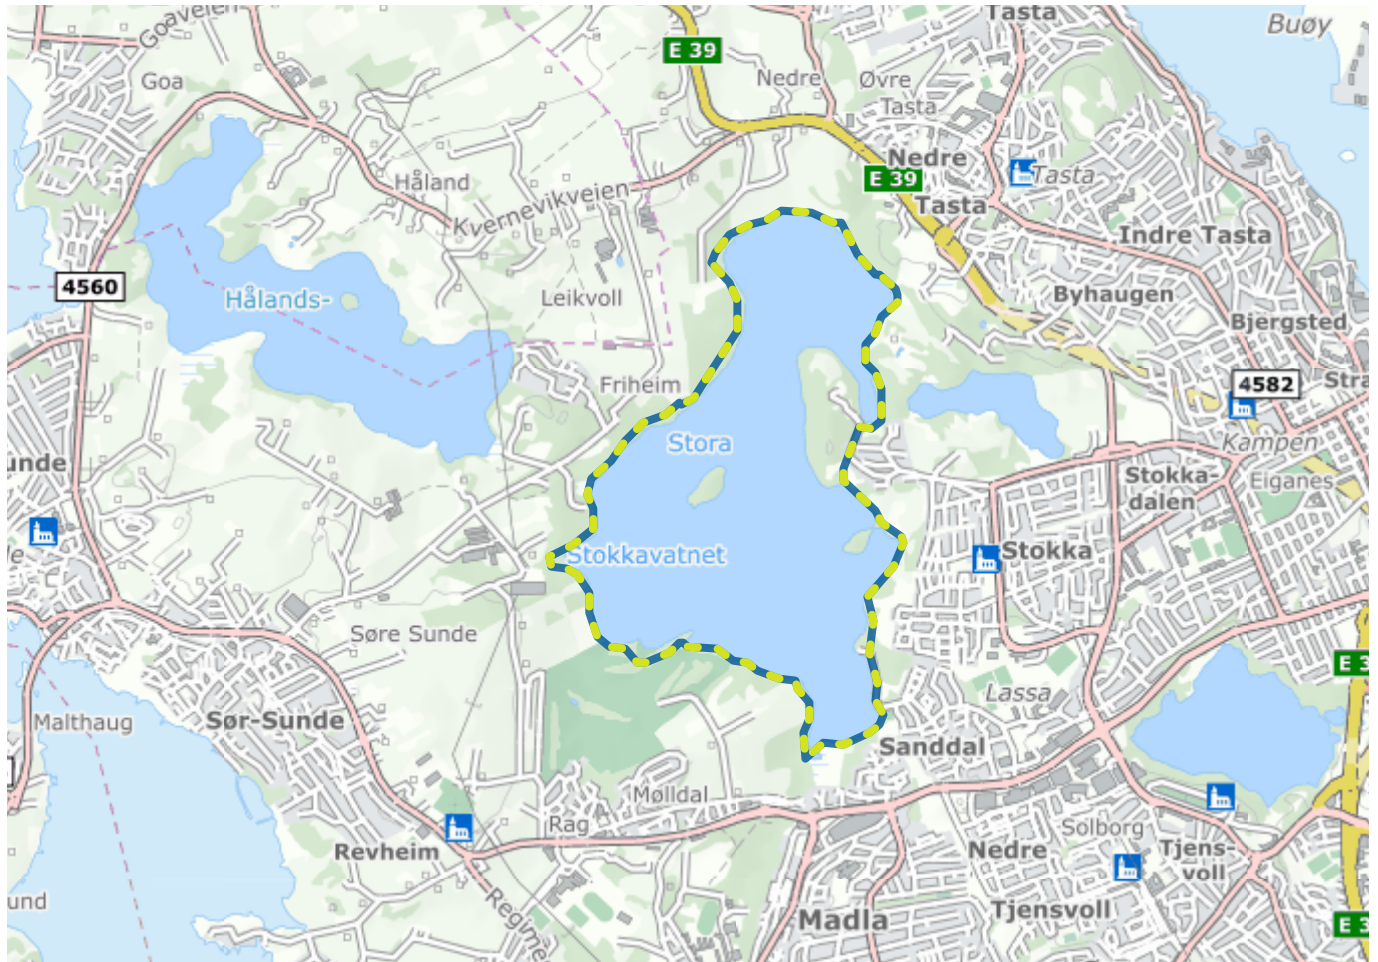 Tasta
Buøy
Goaveien
E 39
Goa
Nedre
Øvre
Tasta
Nedre
E 39
Tasta
Håland
Kvernevikveien
Tasta
Indre Tasta
4560
Hålands-
Leikvoll
Byhaugen
Bjergsted
Friheim
4582
Stra
Stora
Kampen
unde
Stokka-
dalen
Eiganes
Stokkavatnet
Stokka
Søre Sunde
E 3
Malthaug
Sør-Sunde
Lassa
Sanddal
Mølldal
Rag
Solborg
Revheim
Nedre
Tjens-
voll
und
Regime
Tjensvoll
Madla
E 3